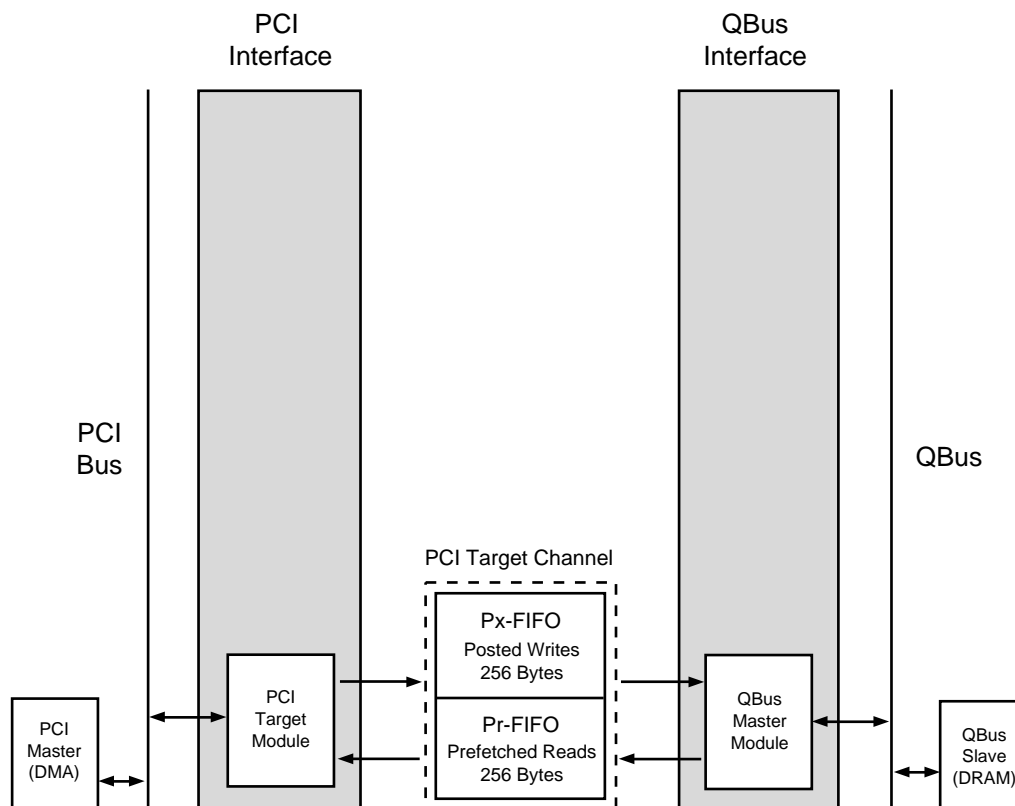 PCI
Interface
QBus
Interface
PCI
Bus
QBus
PCI Target Channel
Px-FIFO
Posted Writes
256 Bytes
Pr-FIFO
Prefetched Reads
256 Bytes
PCI
Target
Module
QBus
Master
Module
PCI
Master
(DMA)
QBus
Slave
(DRAM)